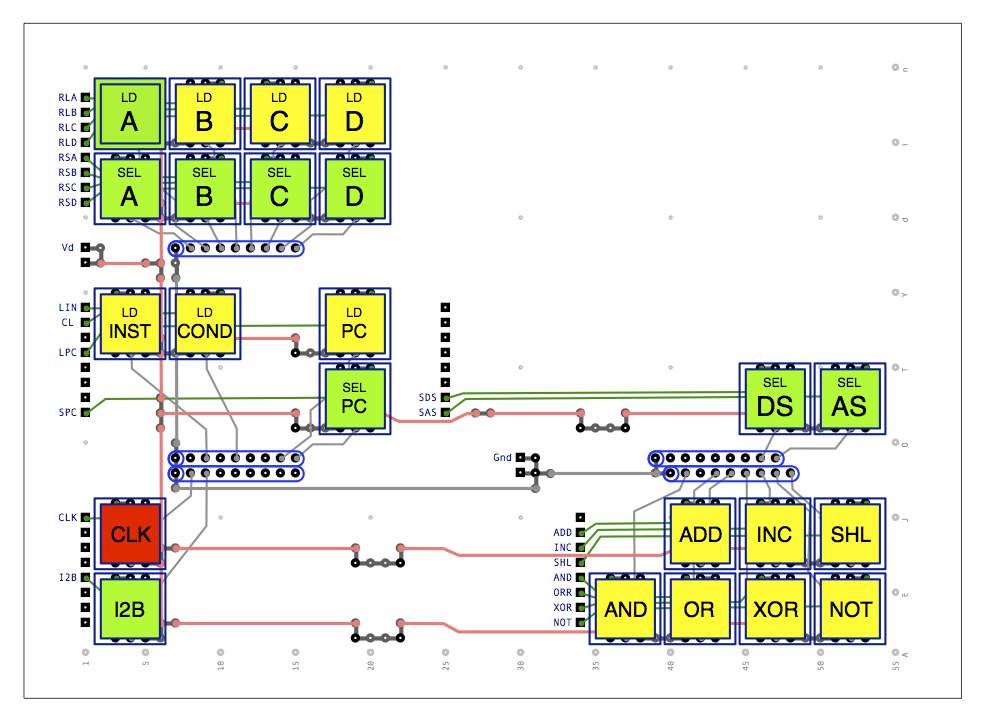 RLA
RLB
RLC
RLD
RSA
RSB
RSC
RSD
LD
A
LD
B
LD
C
LD
D
SEL
A
SEL
B
SEL
C
SEL
D
Vd
LIN
CL
LPC
SPC
LD
INST
LD
COND
LD
PC
SEL
PC
SDS
SAS
SEL
DS
SEL
AS
Gnd
CLK
I2B
CLK
I2B
ADD
INC
SHL
AND
ORR
XOR
NOT
ADD
INC
SHL
AND
OR
XOR
NOT
n
i
d
Y
T
O
J
E
A
1
5
10
15
20
25
30
35
40
45
50
55